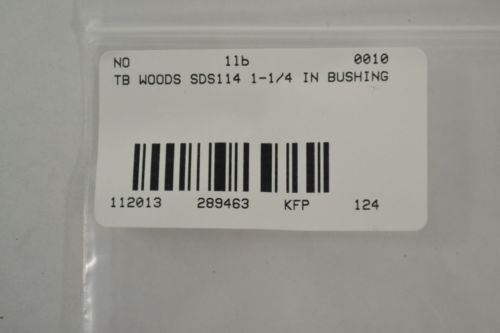 NO 1lb 0010
TB WOODS SDS114 1-1/4 IN BUSHING
112013 289463 KFP 124